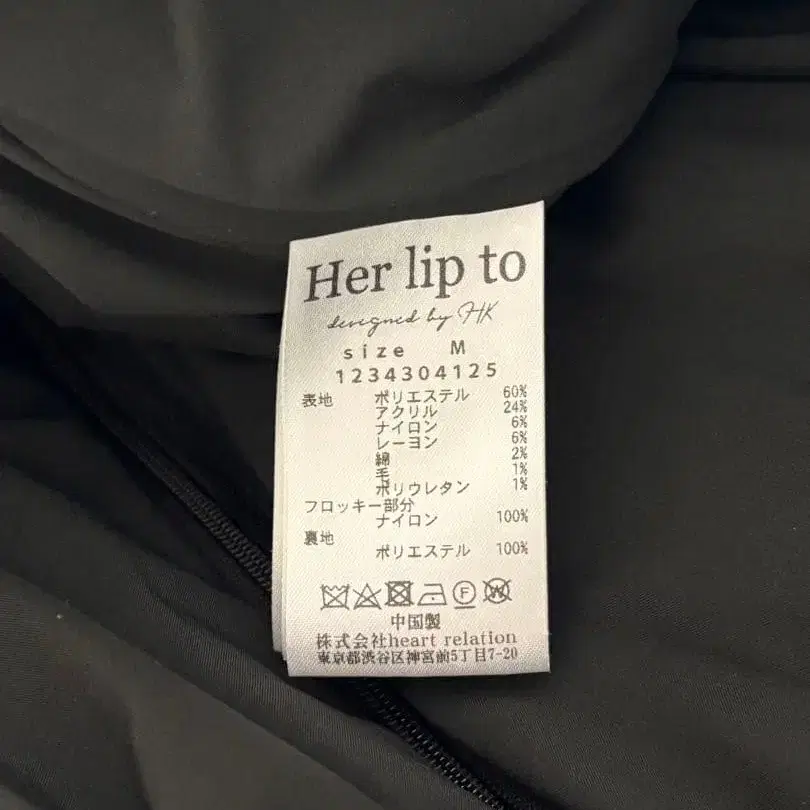 Her lip to
designed by HK
size M
1234304125
表地 ポリエステル 60%
アクリル 24%
ナイロン 6%
レーヨン 6%
綿 2%
毛 1%
ポリウレタン 1%
フロッキー部分
ナイロン 100%
裏地
ポリエステル 100%
F W
中国製
株式会社heart relation
東京都渋谷区神宮前5丁目7-20